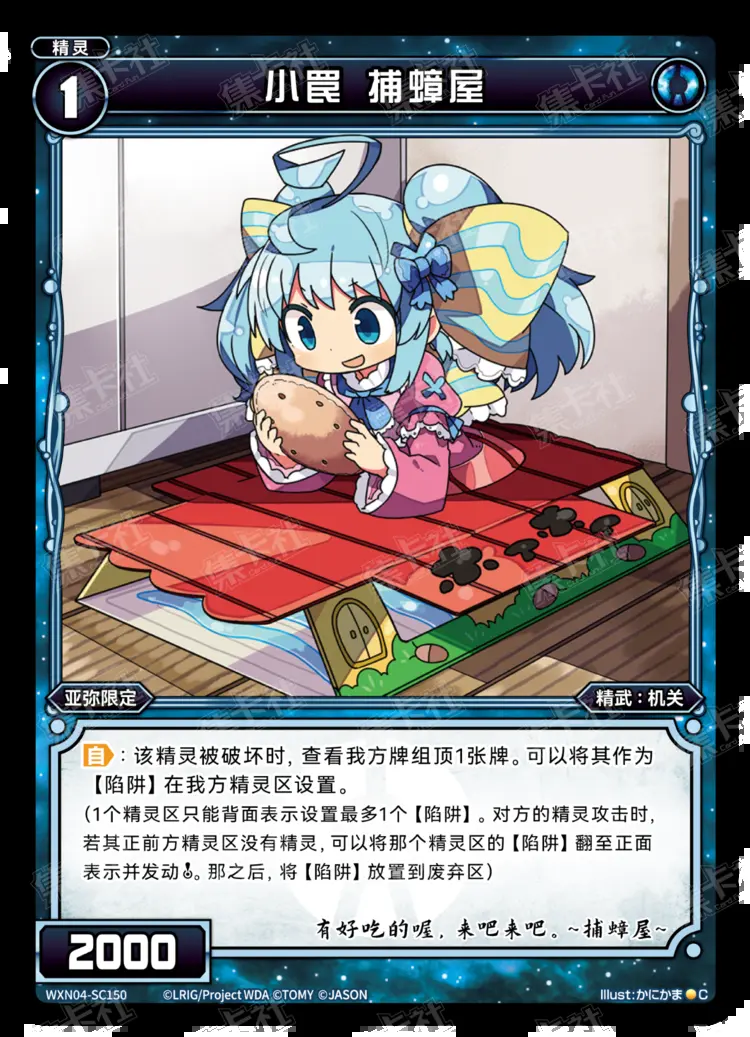 精灵
1
小罠 捕蟑屋
亚弥限定
精武：机关
自：该精灵被破坏时，查看我方牌组顶1张牌。可以将其作为
【陷阱】在我方精灵区设置。
（1个精灵区只能背面表示设置最多1个【陷阱】。对方的精灵攻击时，
若其正前方精灵区没有精灵，可以将那个精灵区的【陷阱】翻至正面
表示并发动。那之后，将【陷阱】放置到废弃区）
有好吃的喔，来吧来吧。~捕蟑屋~
2000
WXN04-SC150
©LRIG/Project WDA ©TOMY ©JASON
Illust:かにかま
C
集卡社